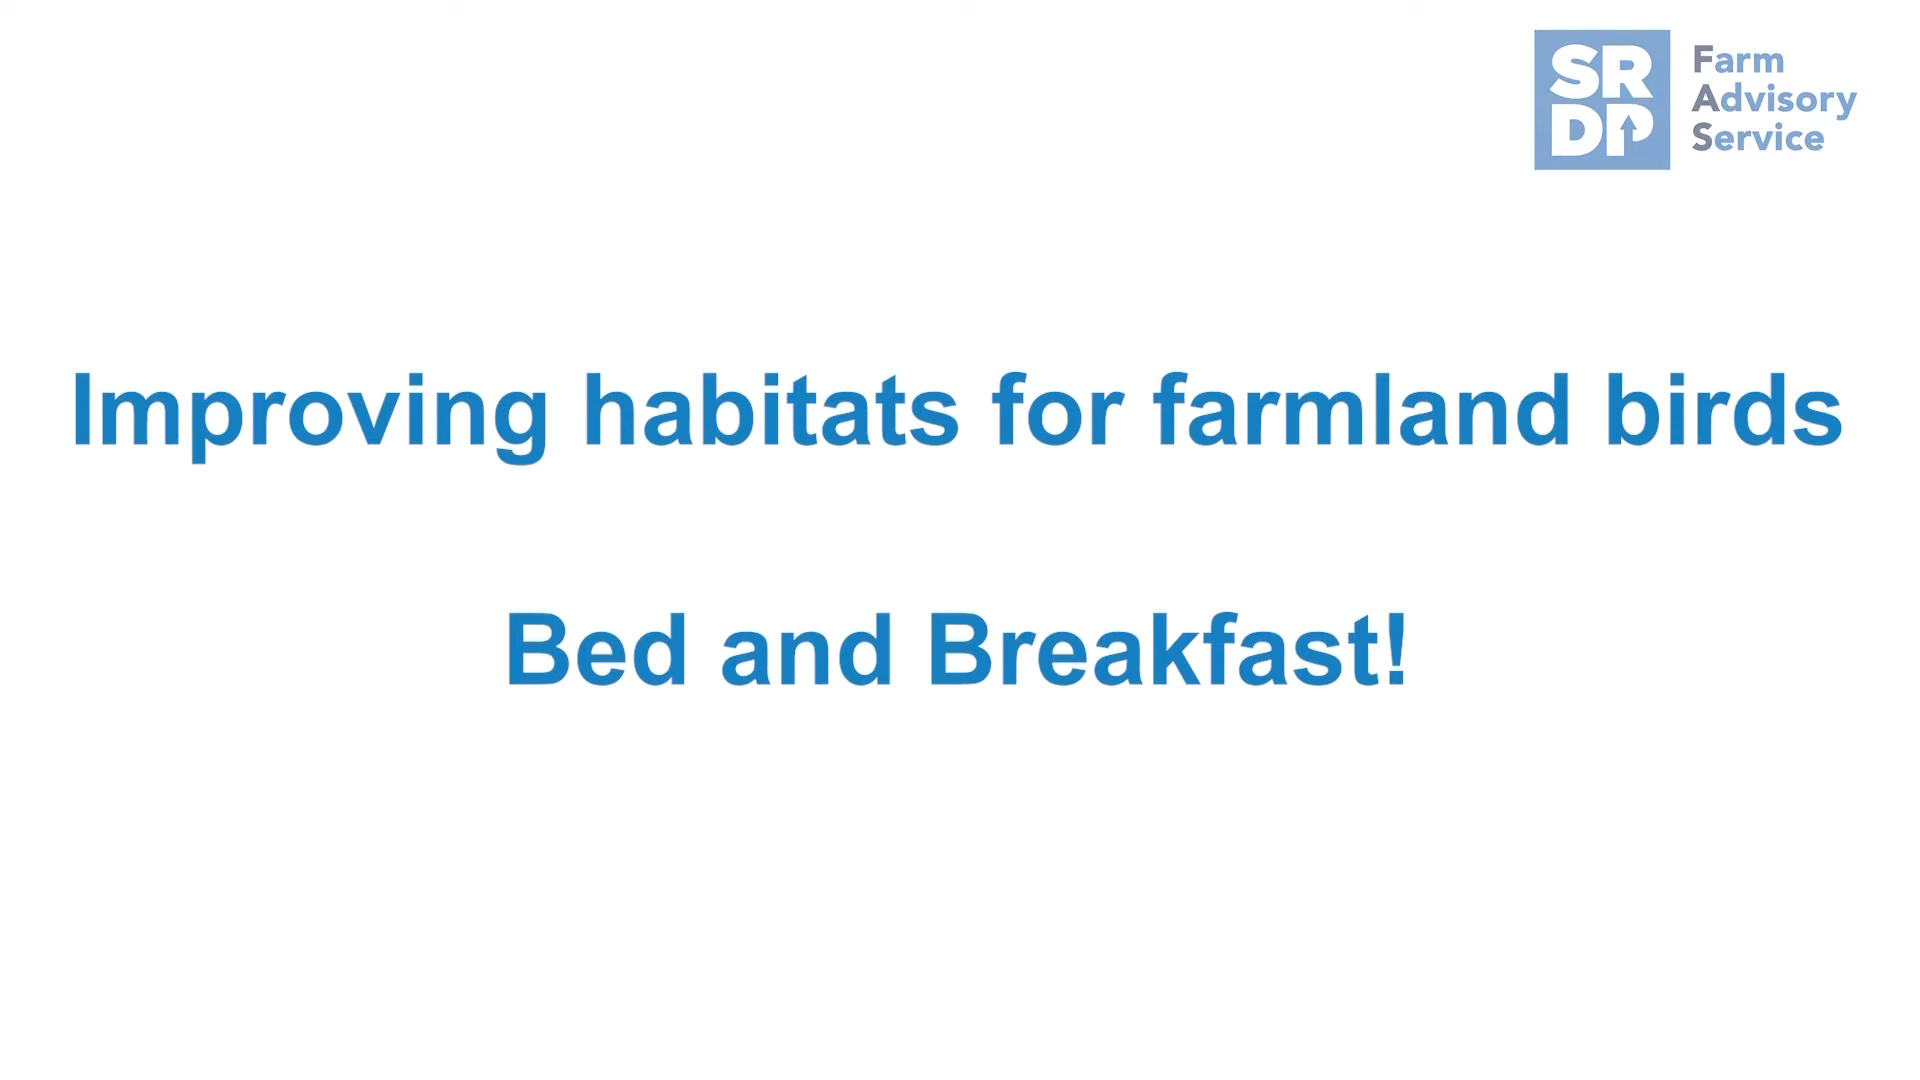 SR
DP
Farm
Advisory
Service
Improving habitats for farmland birds
Bed and Breakfast!